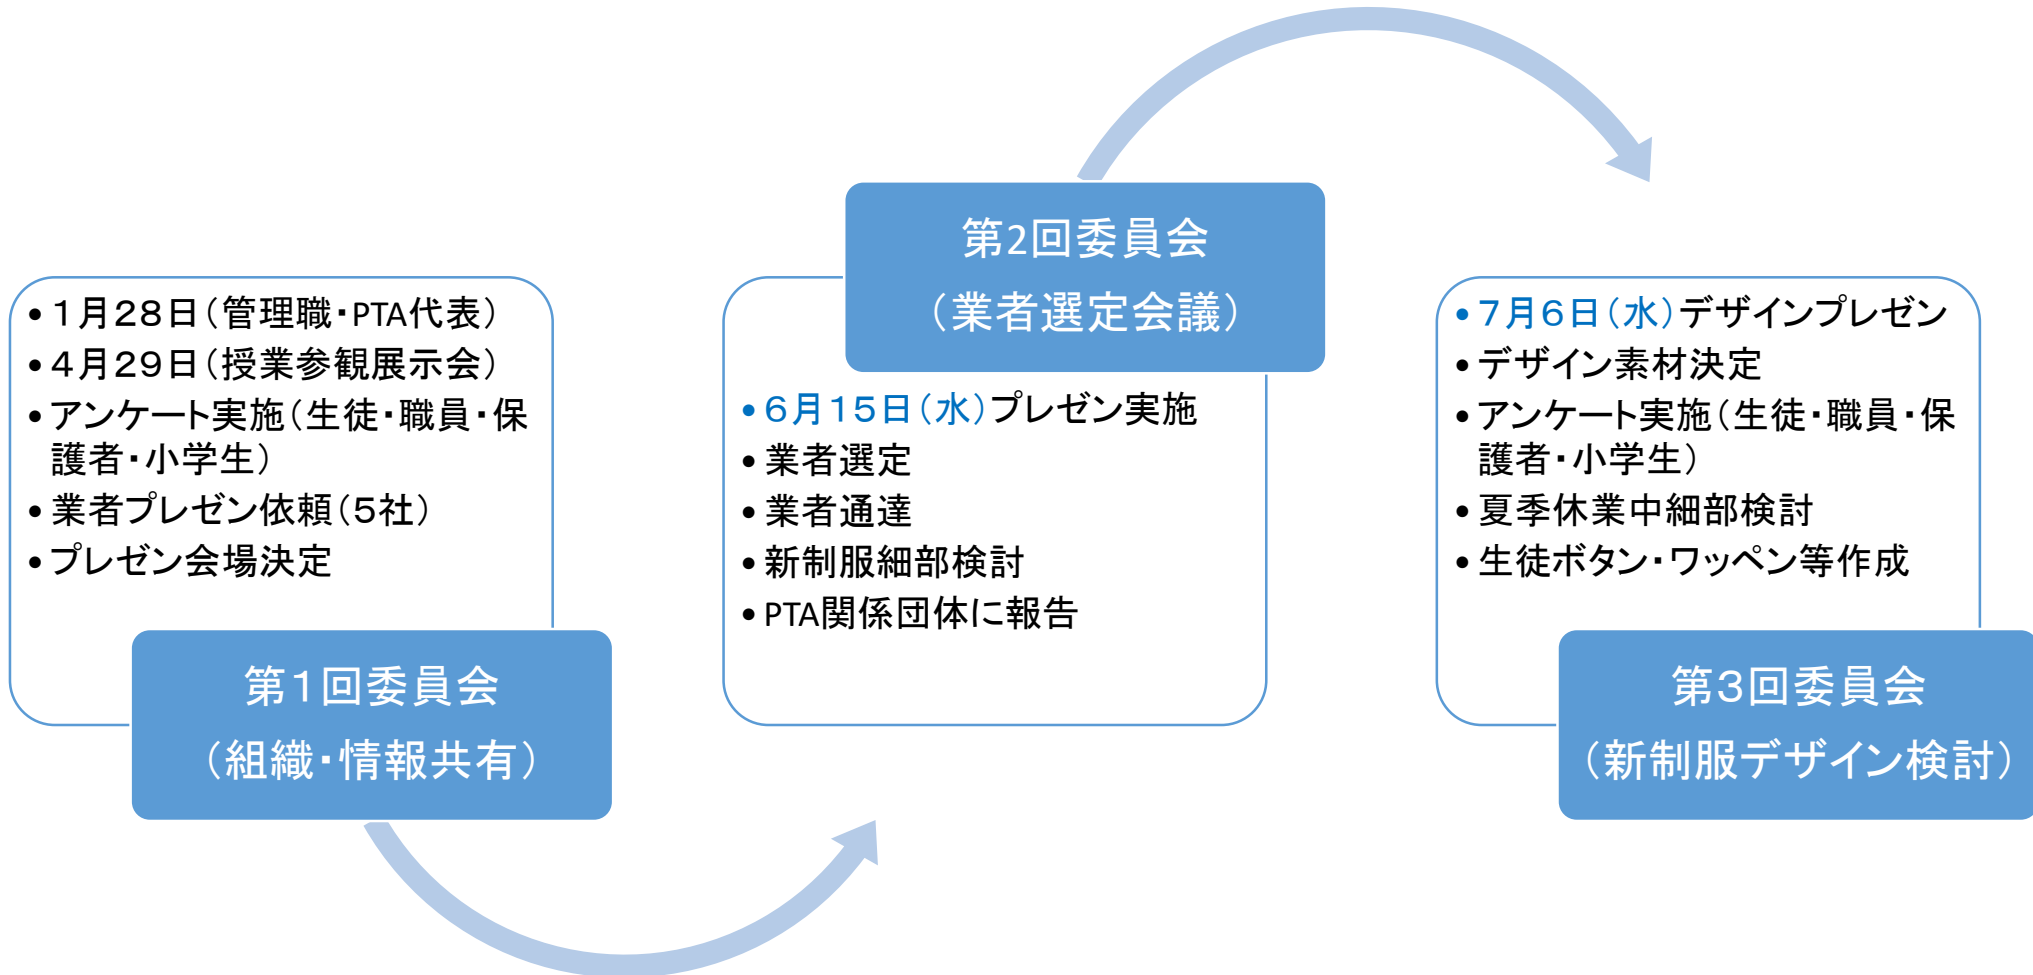 • 1月28日（管理職・PTA代表）
• 4月29日（授業参観展示会）
• アンケート実施（生徒・職員・保
護者・小学生）
• 業者プレゼン依頼（5社）
• プレゼン会場決定
第1回委員会
（組織・情報共有）
第2回委員会
（業者選定会議）
• 6月15日（水）プレゼン実施
• 業者選定
• 業者通達
• 新制服細部検討
• PTA関係団体に報告
• 7月6日（水）デザインプレゼン
• デザイン素材決定
• アンケート実施（生徒・職員・保
護者・小学生）
• 夏季休業中細部検討
• 生徒ボタン・ワッペン等作成
第3回委員会
（新制服デザイン検討）